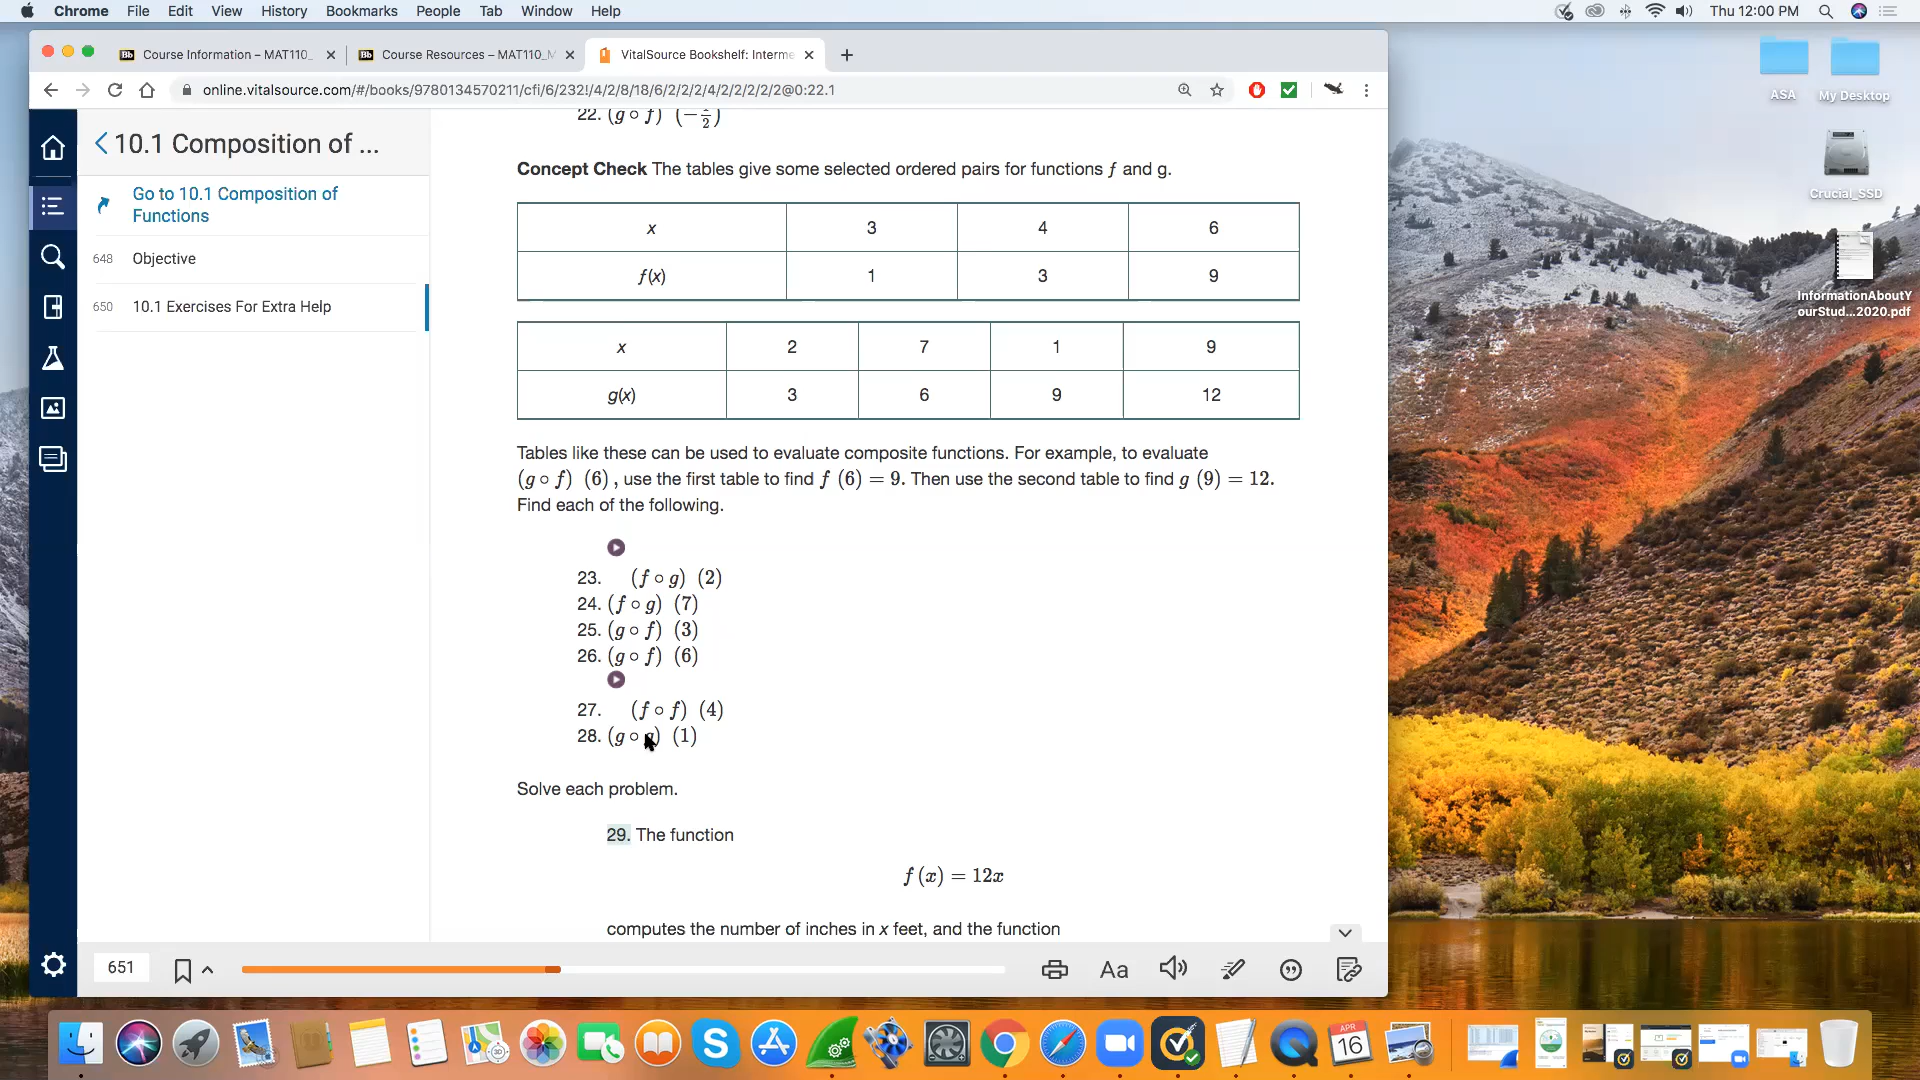 Chrome File Edit View History Bookmarks People Tab Window Help Thu 12:00 PM
Bb Course Information – MAT110_
Bb Course Resources – MAT110_M
VitalSource Bookshelf: Interme
online.vitalsource.com/#/books/9780134570211/cfi/6/232!/4/2/8/18/6/2/2/2/4/2/2/2/2/2@0:22.1
10.1 Composition of ...
Go to 10.1 Composition of
Functions
648 Objective
650 10.1 Exercises For Extra Help
22. (g ∘ f) (−1/2)
Concept Check The tables give some selected ordered pairs for functions f and g.
x 3 4 6
f(x) 1 3 9
x 2 7 1 9
g(x) 3 6 9 12
Tables like these can be used to evaluate composite functions. For example, to evaluate
(g ∘ f) (6), use the first table to find f (6) = 9. Then use the second table to find g (9) = 12.
Find each of the following.
23. (f ∘ g) (2)
24. (f ∘ g) (7)
25. (g ∘ f) (3)
26. (g ∘ f) (6)
27. (f ∘ f) (4)
28. (g ∘ g) (1)
Solve each problem.
29. The function
f (x) = 12x
computes the number of inches in x feet, and the function
651
Aa
ASA
My Desktop
Crucial_SSD
InformationAboutY
ourStud...2020.pdf
APR
16